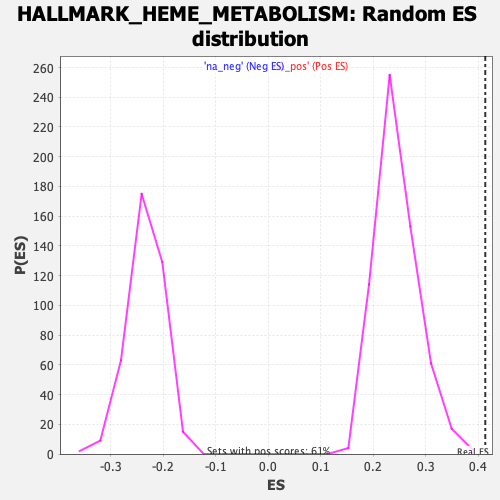 HALLMARK_HEME_METABOLISM: Random ES
distribution
'na_neg' (Neg ES)_pos' (Pos ES)
260
240
220
200
180
160
140
120
100
80
60
40
20
0
P(ES)
Sets with pos scores: 61%
Real ES
-0.3 -0.2 -0.1 0.0 0.1 0.2 0.3 0.4
ES